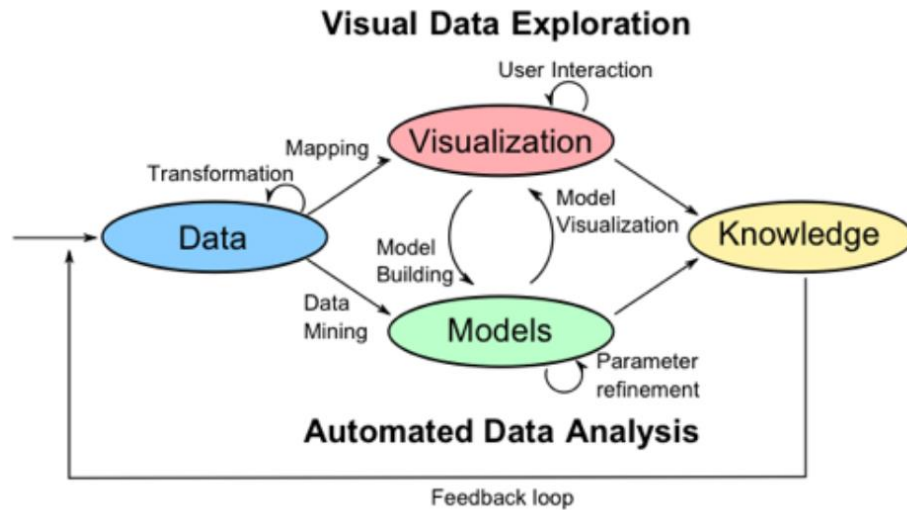 Visual Data Exploration
User Interaction
Visualization
Mapping
Transformation
Data
Model
Visualization
Knowledge
Model
Building
Data
Mining
Models
Parameter
refinement
Automated Data Analysis
Feedback loop